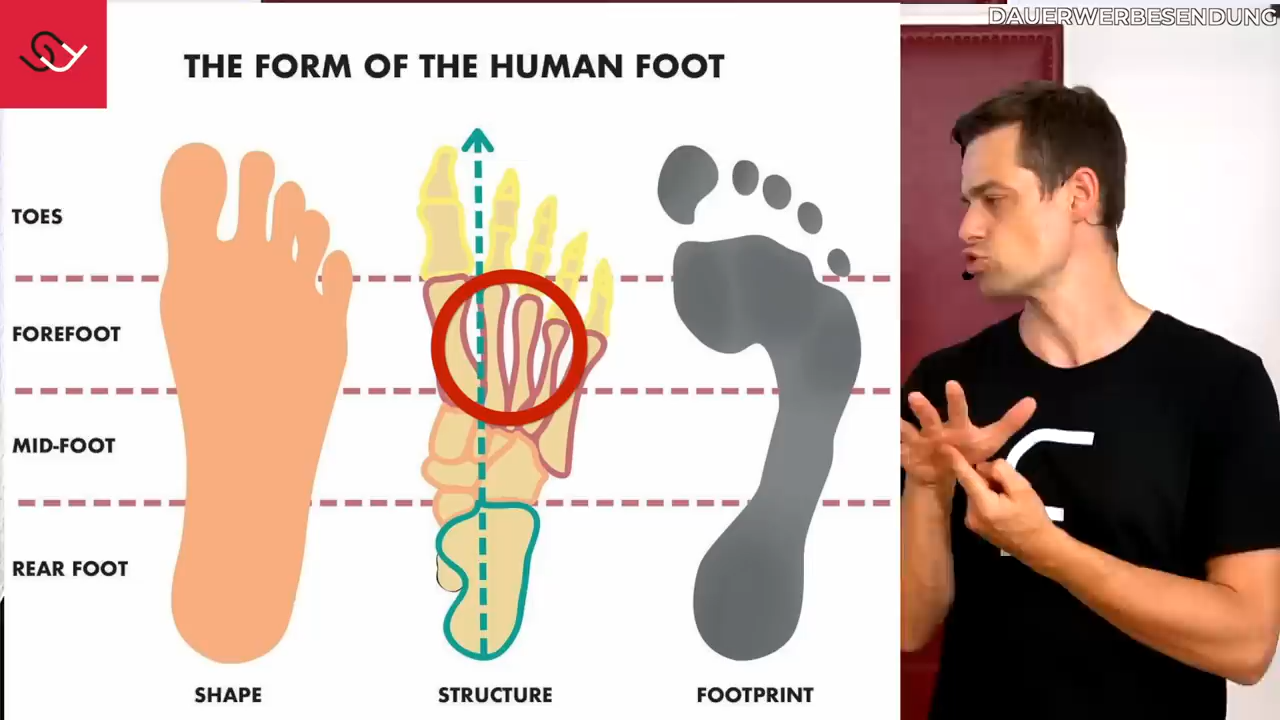 DAUERWERBESENDUNG
THE FORM OF THE HUMAN FOOT
TOES
FOREFOOT
MID-FOOT
REAR FOOT
SHAPE
STRUCTURE
FOOTPRINT